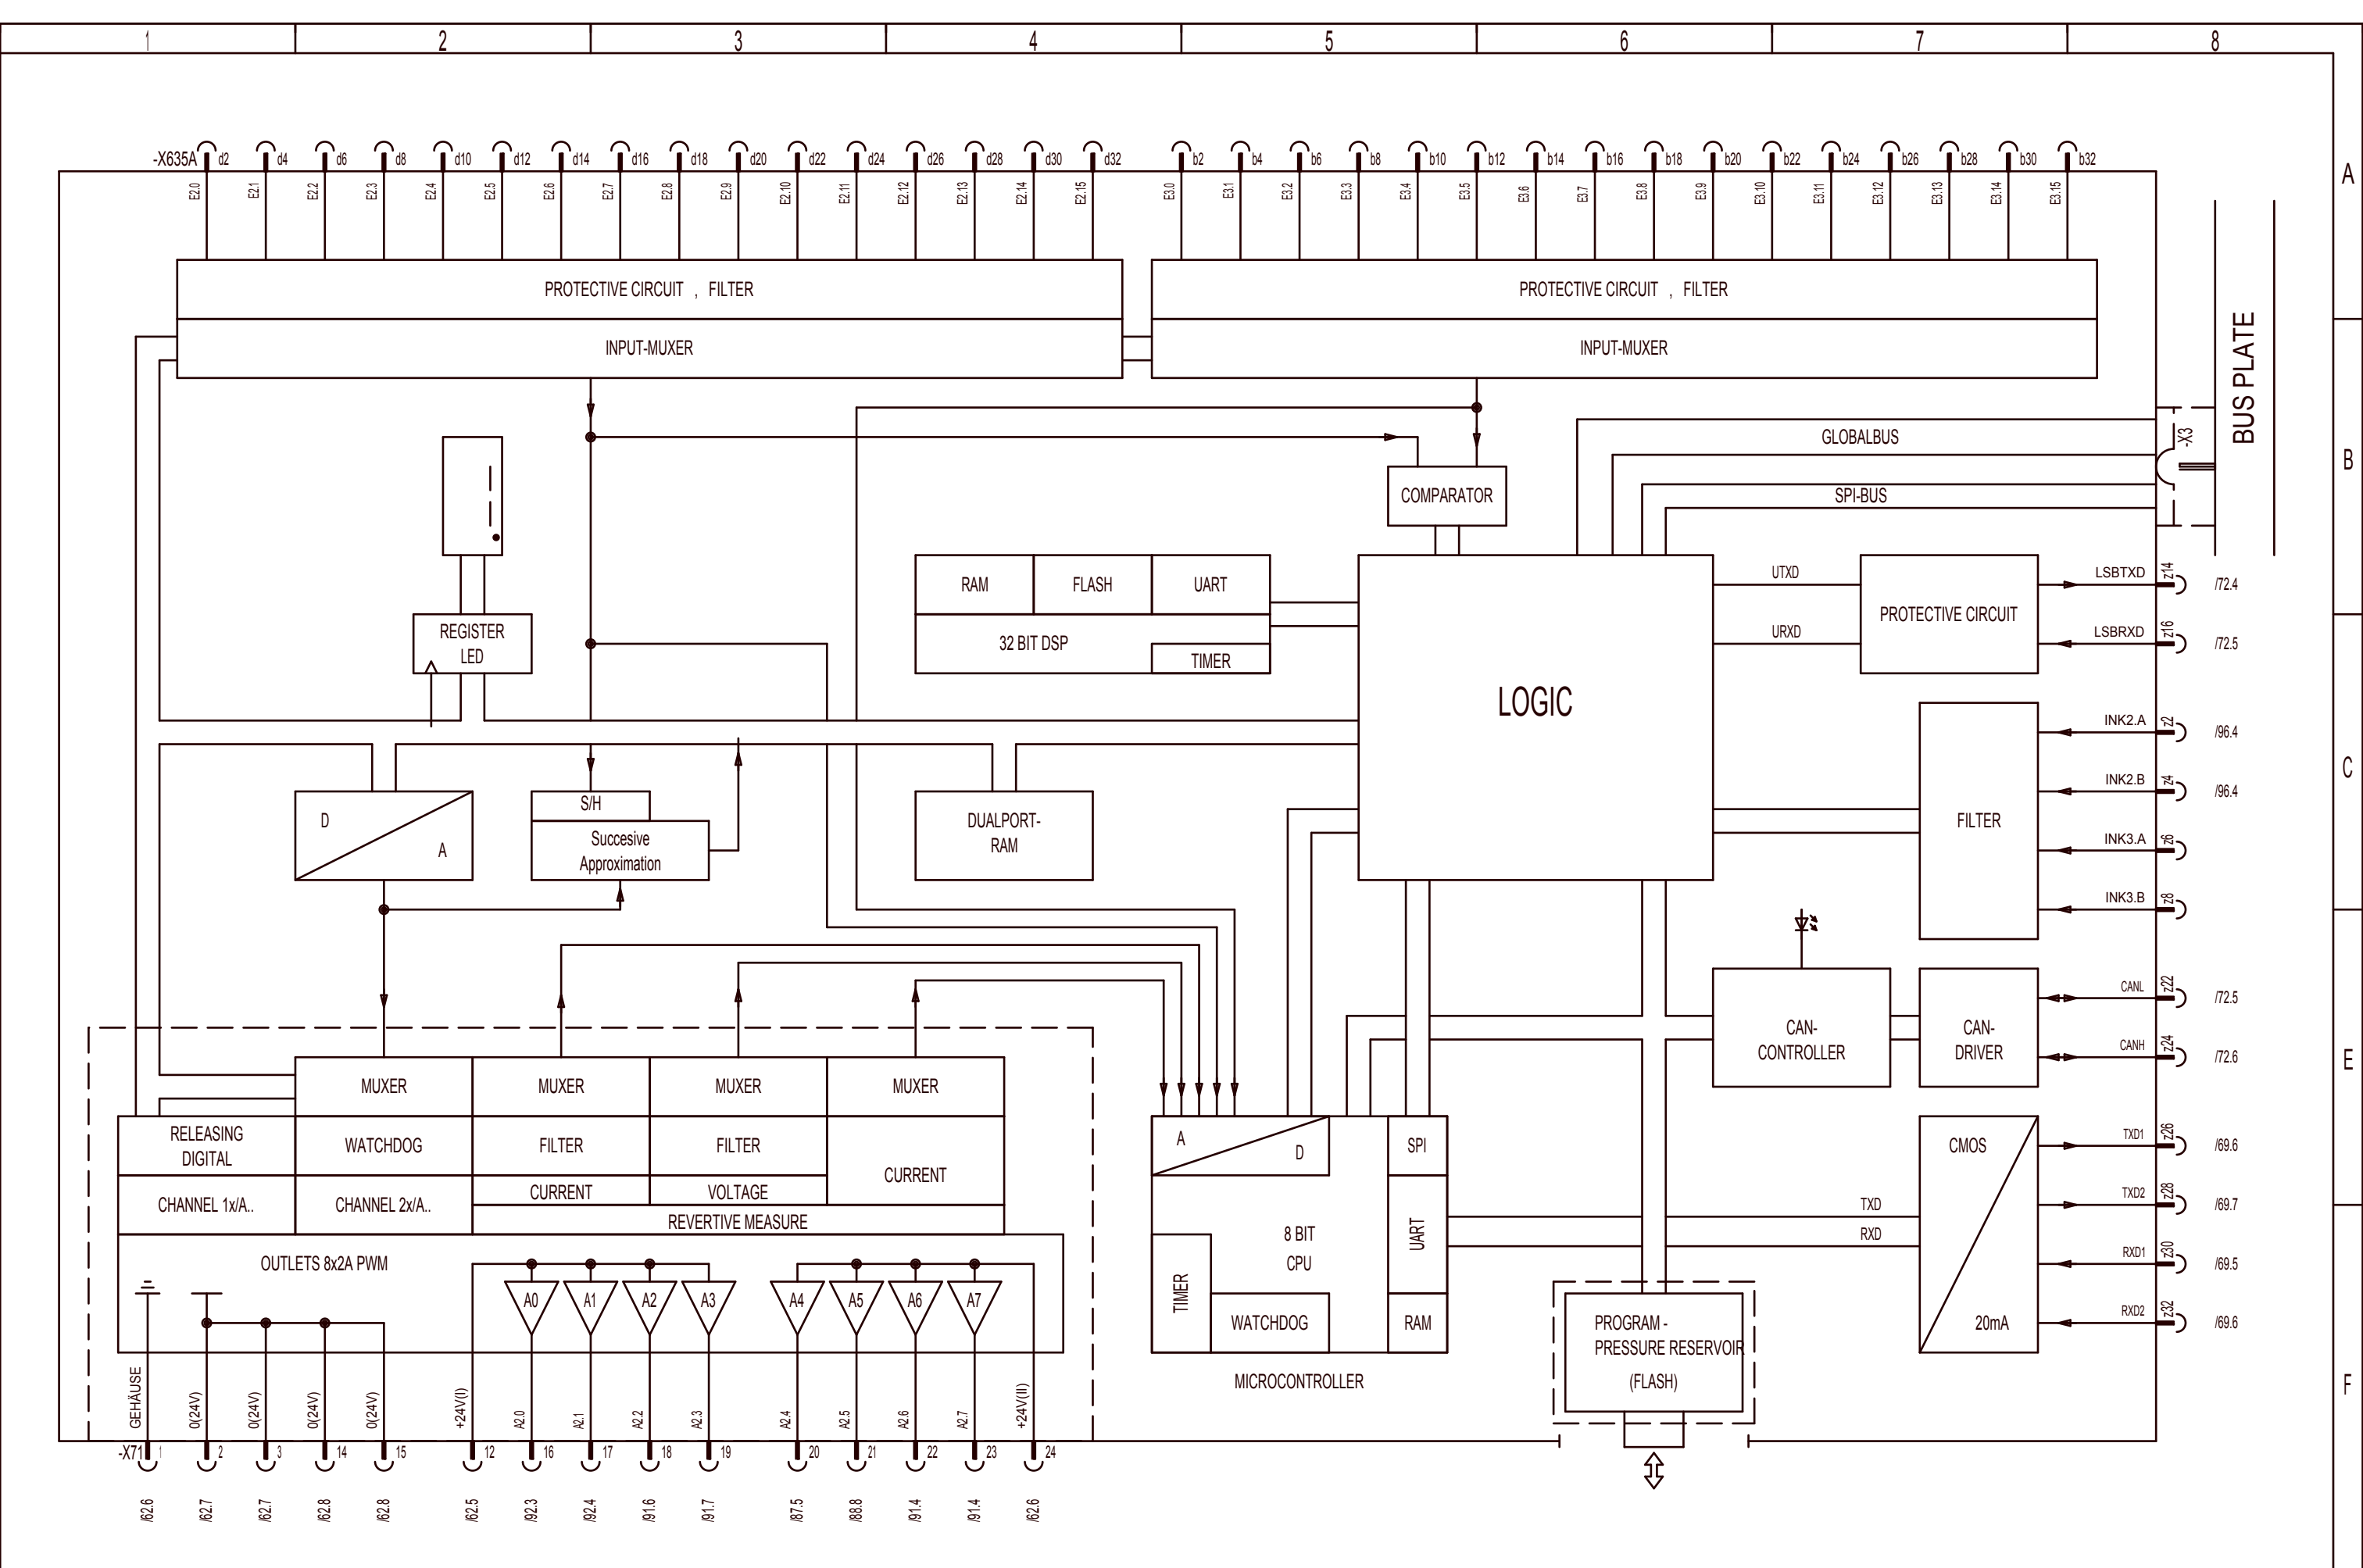 1 2 3 4 5 6 7 8
-X635A d2 d4 d6 d8 d10 d12 d14 d16 d18 d20 d22 d24 d26 d28 d30 d32 b2 b4 b6 b8 b10 b12 b14 b16 b18 b20 b22 b24 b26 b28 b30 b32
A
E2.0 E2.1 E2.2 E2.3 E2.4 E2.5 E2.6 E2.7 E2.8 E2.9 E2.10 E2.11 E2.12 E2.13 E2.14 E2.15 E3.0 E3.1 E3.2 E3.3 E3.4 E3.5 E3.6 E3.7 E3.8 E3.9 E3.10 E3.11 E3.12 E3.13 E3.14 E3.15
PROTECTIVE CIRCUIT , FILTER
PROTECTIVE CIRCUIT , FILTER
INPUT-MUXER
INPUT-MUXER
BUS PLATE
GLOBALBUS
-X3
B
COMPARATOR
SPI-BUS
RAM
FLASH
UART
UTXD
LSBTXD z14 /72.4
REGISTER
LED
32 BIT DSP
TIMER
PROTECTIVE CIRCUIT
URXD
LSBRXD z16 /72.5
LOGIC
INK2.A z2 /96.4
C
INK2.B z4 /96.4
D
A
S/H
Succesive
Approximation
DUALPORT-
RAM
FILTER
INK3.A z6
INK3.B z8
CANL z22 /72.5
CAN-
CONTROLLER
CAN-
DRIVER
CANH z24 /72.6
E
MUXER
MUXER
MUXER
MUXER
RELEASING
DIGITAL
WATCHDOG
FILTER
FILTER
CURRENT
A
D
SPI
CMOS
TXD1 z26 /69.6
CHANNEL 1x/A..
CHANNEL 2x/A..
CURRENT
VOLTAGE
TXD
TXD2 z28 /69.7
REVERTIVE MEASURE
8 BIT
CPU
UART
RXD
RXD1 z30 /69.5
OUTLETS 8x2A PWM
A0 A1 A2 A3 A4 A5 A6 A7
TIMER
WATCHDOG
RAM
PROGRAM -
PRESSURE RESERVOIR
(FLASH)
20mA
RXD2 z32 /69.6
MICROCONTROLLER
F
GEHÄUSE 0(24V) 0(24V) 0(24V) 0(24V) +24V(I) A2.0 A2.1 A2.2 A2.3 A2.4 A2.5 A2.6 A2.7 +24V(II)
-X71 1 2 3 14 15 12 16 17 18 19 20 21 22 23 24
/62.6 /62.7 /62.7 /62.8 /62.8 /62.5 /92.3 /92.4 /91.6 /91.7 /87.5 /88.8 /91.4 /91.4 /62.6